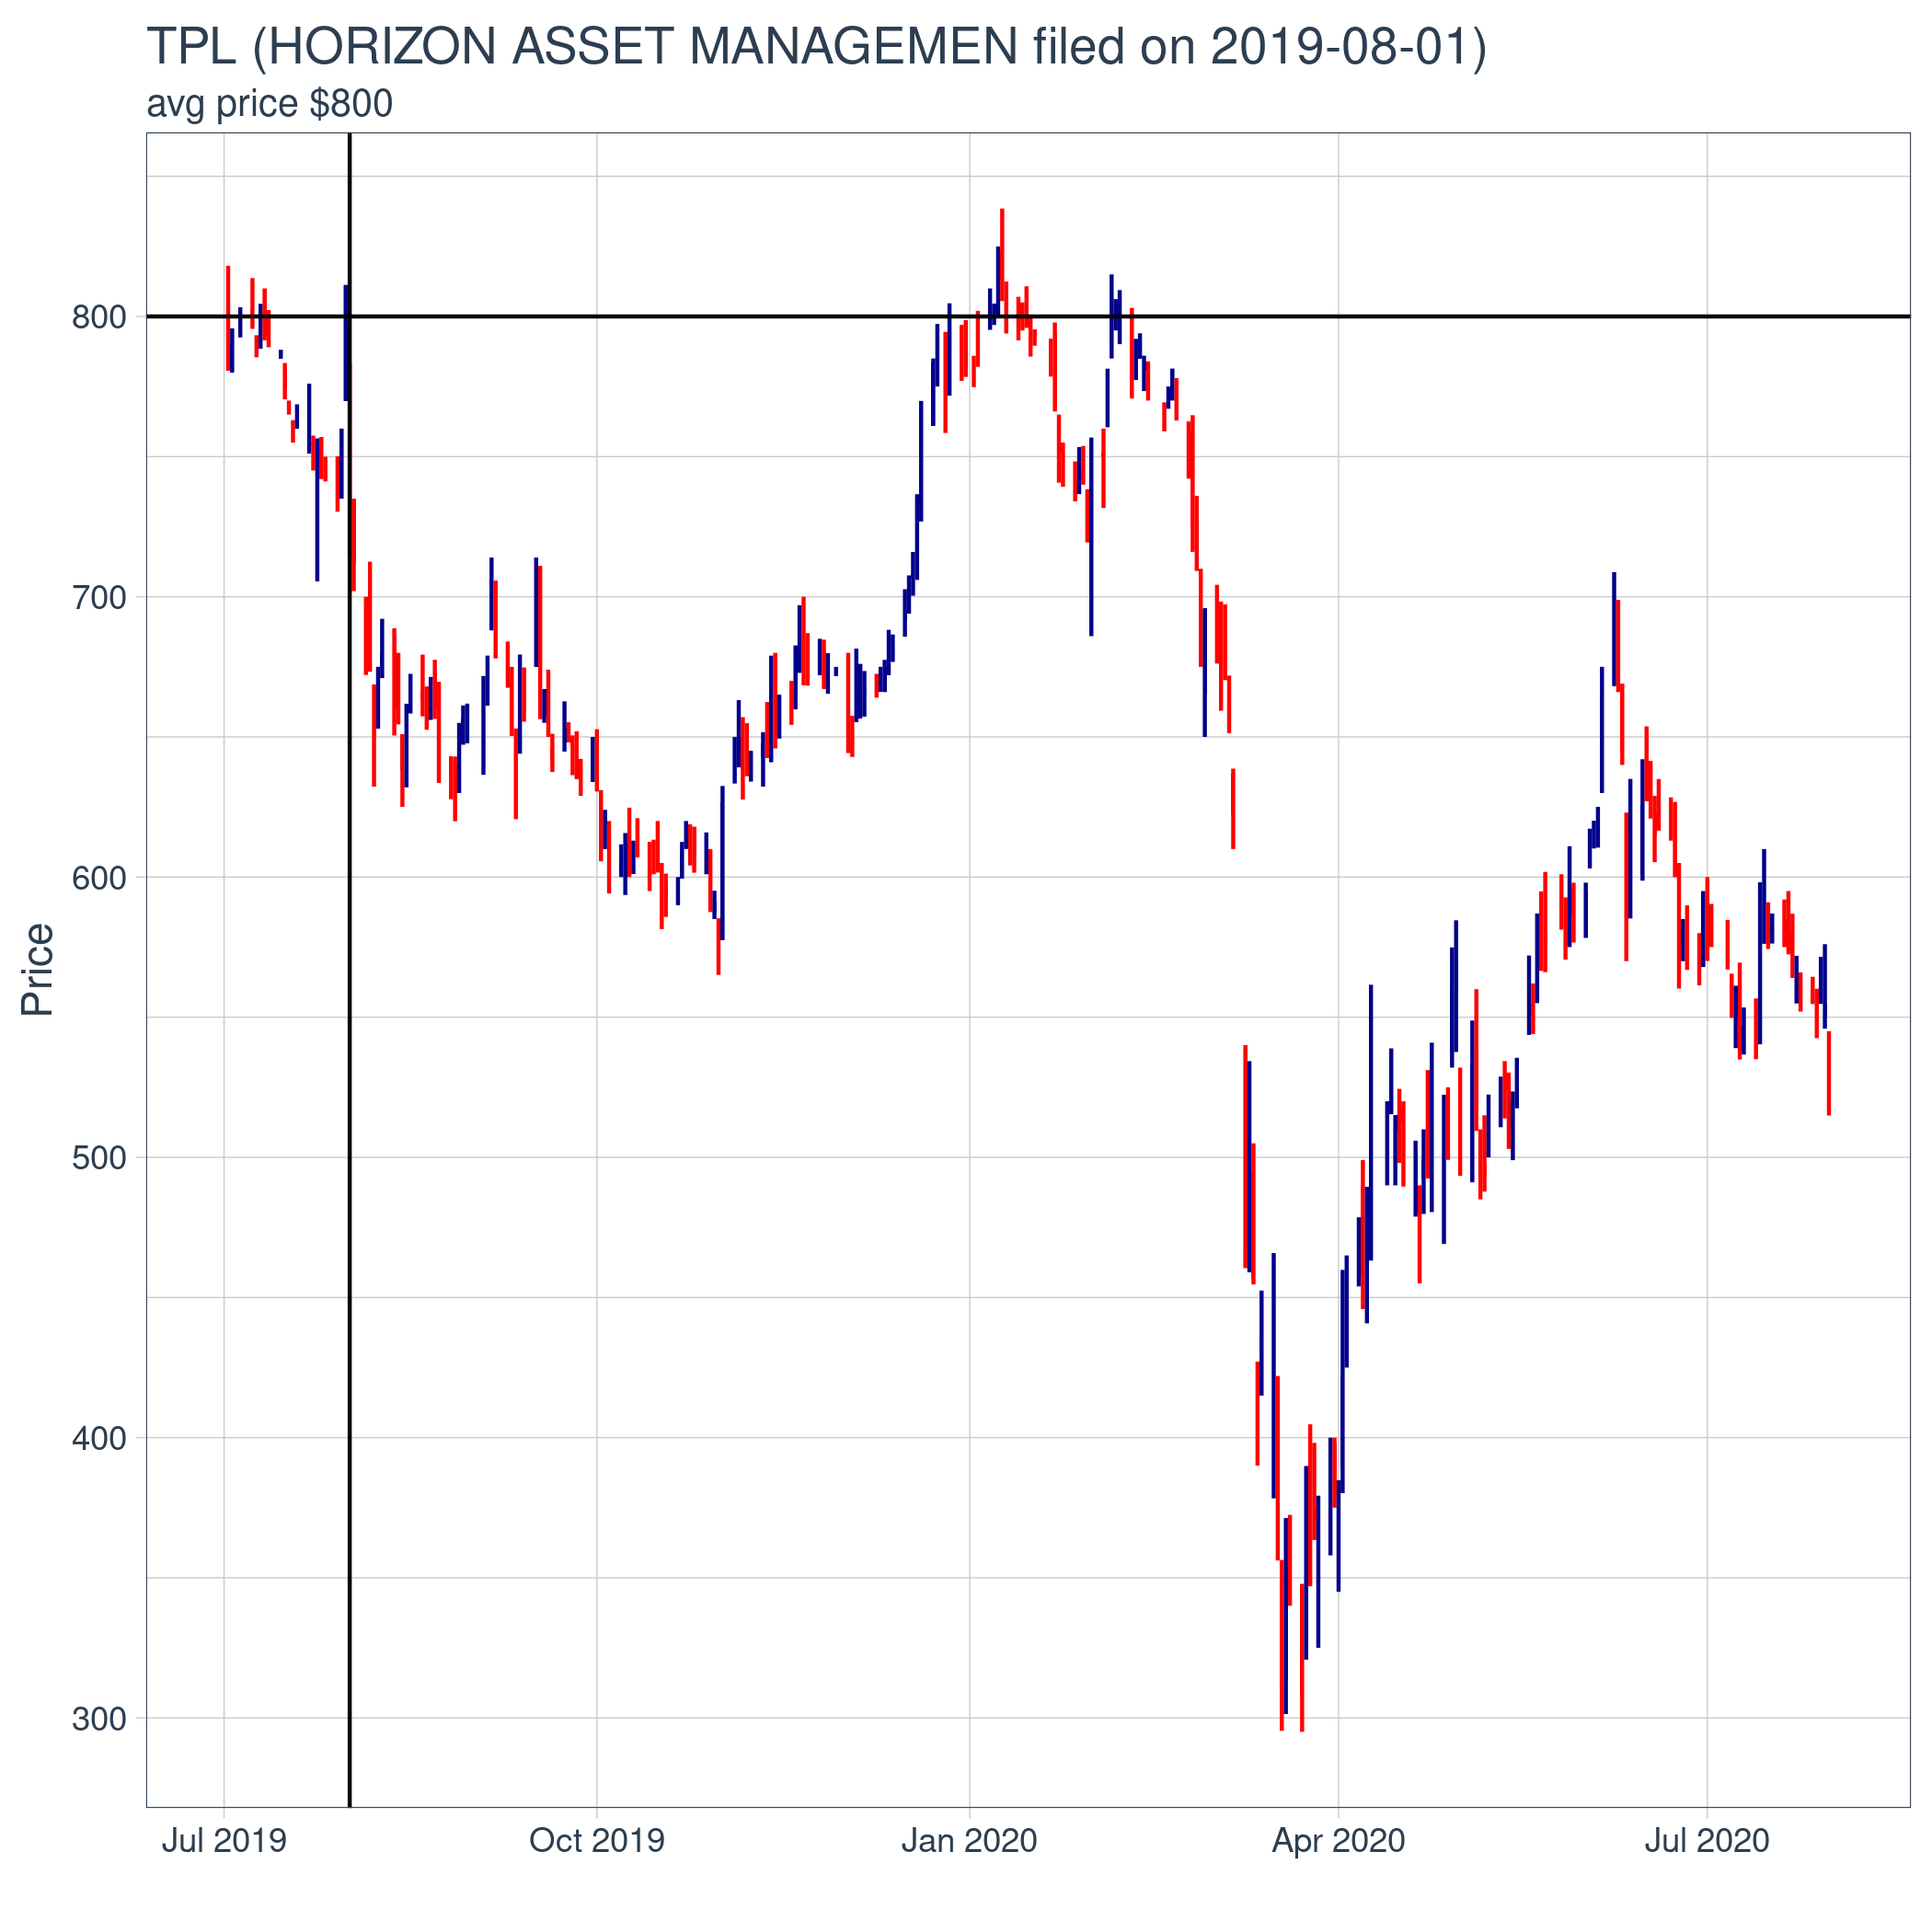 TPL (HORIZON ASSET MANAGEMEN filed on 2019-08-01)
avg price $800
800
700
600
500
400
300
Price
Jul 2019
Oct 2019
Jan 2020
Apr 2020
Jul 2020